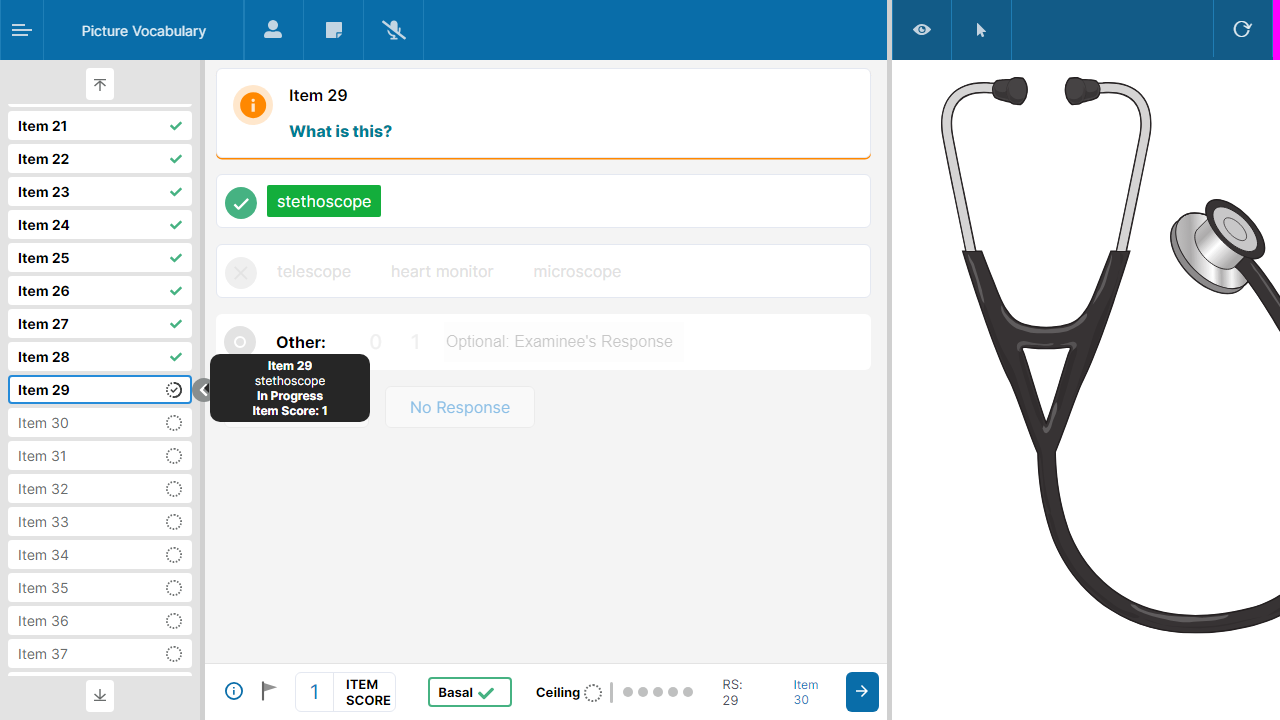 Picture Vocabulary
Item 21
Item 22
Item 23
Item 24
Item 25
Item 26
Item 27
Item 28
Item 29
Item 30
Item 31
Item 32
Item 33
Item 34
Item 35
Item 36
Item 37
Item 29
What is this?
stethoscope
telescope heart monitor microscope
Other: 0 1 Optional: Examinee's Response
Item 29
stethoscope
In Progress
Item Score: 1
No Response
1 ITEM SCORE
Basal
Ceiling
RS: 29
Item 30